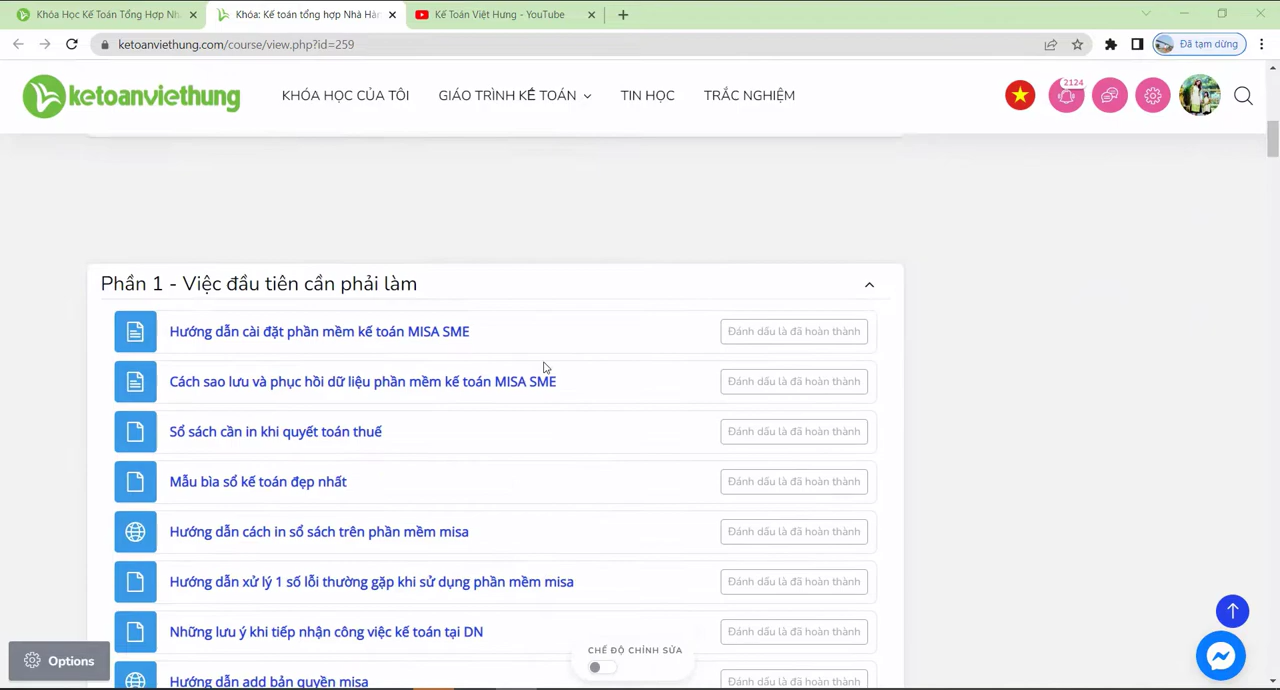 Khóa Học Kế Toán Tổng Hợp Nh
Khóa: Kế toán tổng hợp Nhà Hàn
Kế Toán Việt Hưng - YouTube
ketoanviethung.com/course/view.php?id=259
Đã tạm dừng
ketoanviethung
KHÓA HỌC CỦA TÔI
GIÁO TRÌNH KẾ TOÁN
TIN HỌC
TRẮC NGHIỆM
2124
Phần 1 - Việc đầu tiên cần phải làm
Hướng dẫn cài đặt phần mềm kế toán MISA SME
Đánh dấu là đã hoàn thành
Cách sao lưu và phục hồi dữ liệu phần mềm kế toán MISA SME
Đánh dấu là đã hoàn thành
Sổ sách cần in khi quyết toán thuế
Đánh dấu là đã hoàn thành
Mẫu bìa sổ kế toán đẹp nhất
Đánh dấu là đã hoàn thành
Hướng dẫn cách in sổ sách trên phần mềm misa
Đánh dấu là đã hoàn thành
Hướng dẫn xử lý 1 số lỗi thường gặp khi sử dụng phần mềm misa
Đánh dấu là đã hoàn thành
Những lưu ý khi tiếp nhận công việc kế toán tại DN
Đánh dấu là đã hoàn thành
CHẾ ĐỘ CHỈNH SỬA
Options
Hướng dẫn add bản quyền misa
Đánh dấu là đã hoàn thành